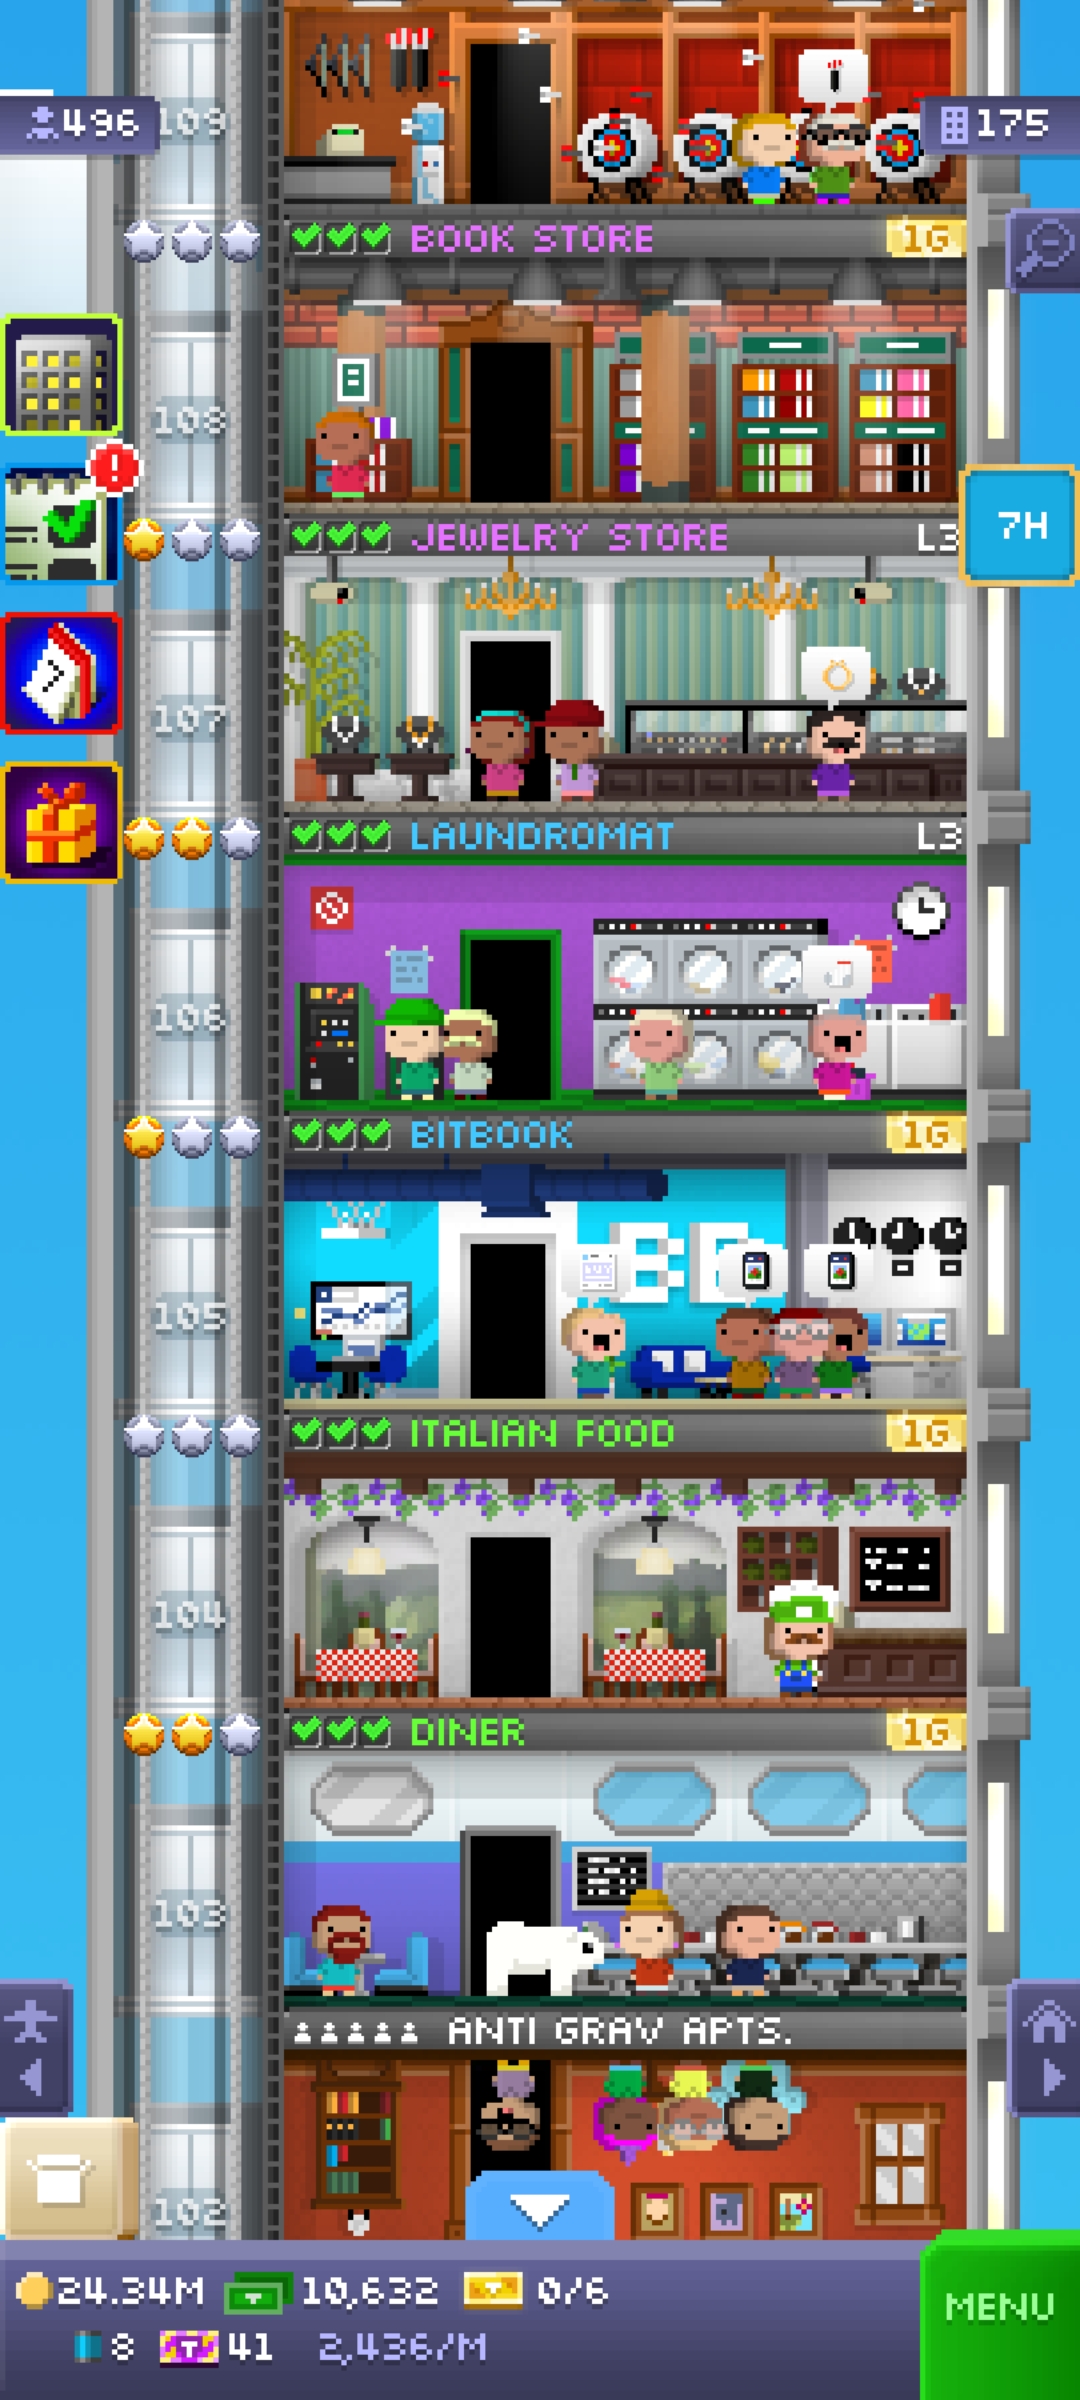 496
109
175
BOOK STORE
1G
108
JEWELRY STORE
L3
7H
107
LAUNDROMAT
L3
106
BITBOOK
1G
105
ITALIAN FOOD
1G
104
DINER
1G
103
ANTI GRAV APTS.
102
24.34M
10,632
0/6
MENU
8
41
2,436/M